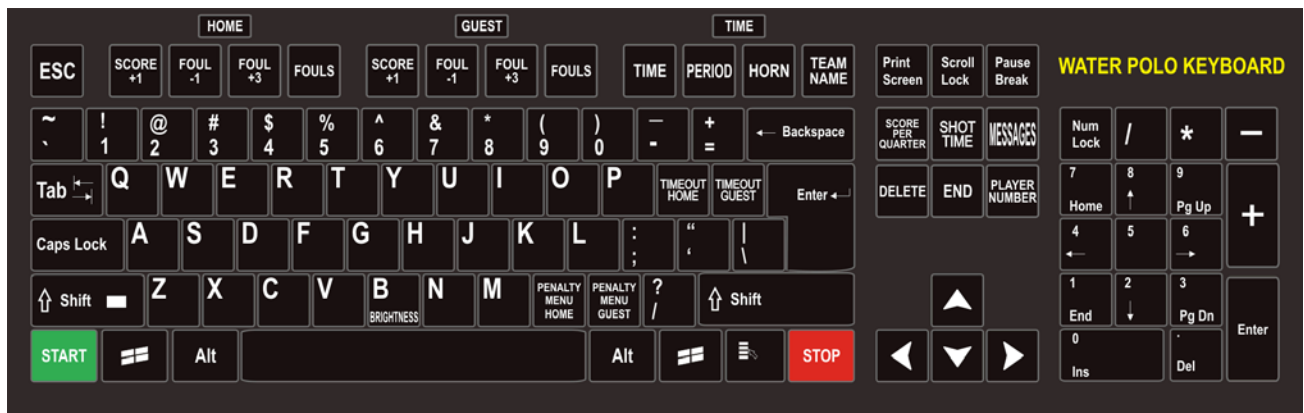 HOME GUEST TIME
ESC SCORE +1 FOUL -1 FOUL +3 FOULS SCORE +1 FOUL -1 FOUL +3 FOULS TIME PERIOD HORN TEAM NAME Print Screen Scroll Lock Pause Break WATER POLO KEYBOARD
~ ` ! 1 @ 2 # 3 $ 4 % 5 ^ 6 & 7 * 8 ( 9 ) 0 — - + = ← Backspace SCORE PER QUARTER SHOT TIME MESSAGES Num Lock / * —
Tab Q W E R T Y U I O P TIMEOUT HOME TIMEOUT GUEST Enter DELETE END PLAYER NUMBER 7 Home 8 ↑ 9 Pg Up +
Caps Lock A S D F G H J K L : ; “ ‘ | \ 4 ← 5 6 →
Shift Z X C V B BRIGHTNESS N M PENALTY MENU HOME PENALTY MENU GUEST ? / Shift 1 End 2 ↓ 3 Pg Dn Enter
START Alt Alt STOP 0 Ins . Del